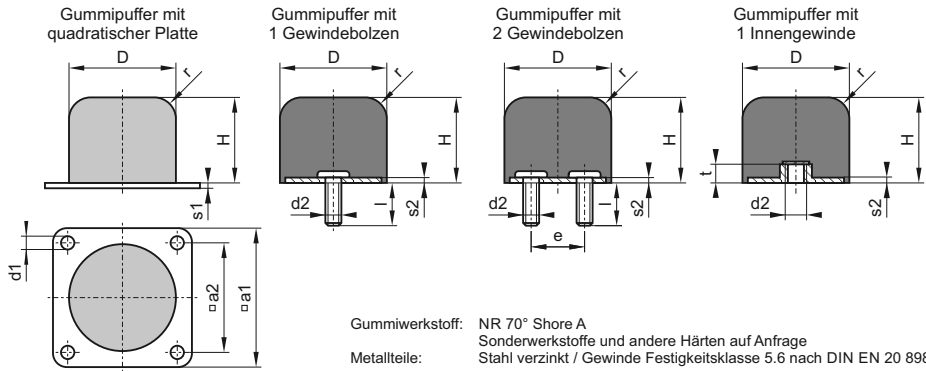 Gummipuffer mit
quadratischer Platte
Gummipuffer mit
1 Gewindebolzen
Gummipuffer mit
2 Gewindebolzen
Gummipuffer mit
1 Innengewinde
D
r
H
s1
D
r
H
d2
l
s2
D
r
H
d2
l
s2
e
D
r
H
t
d2
s2
d1
□a2
□a1
Gummiwerkstoff: NR 70° Shore A
Sonderwerkstoffe und andere Härten auf Anfrage
Metallteile: Stahl verzinkt / Gewinde Festigkeitsklasse 5.6 nach DIN EN 20 898